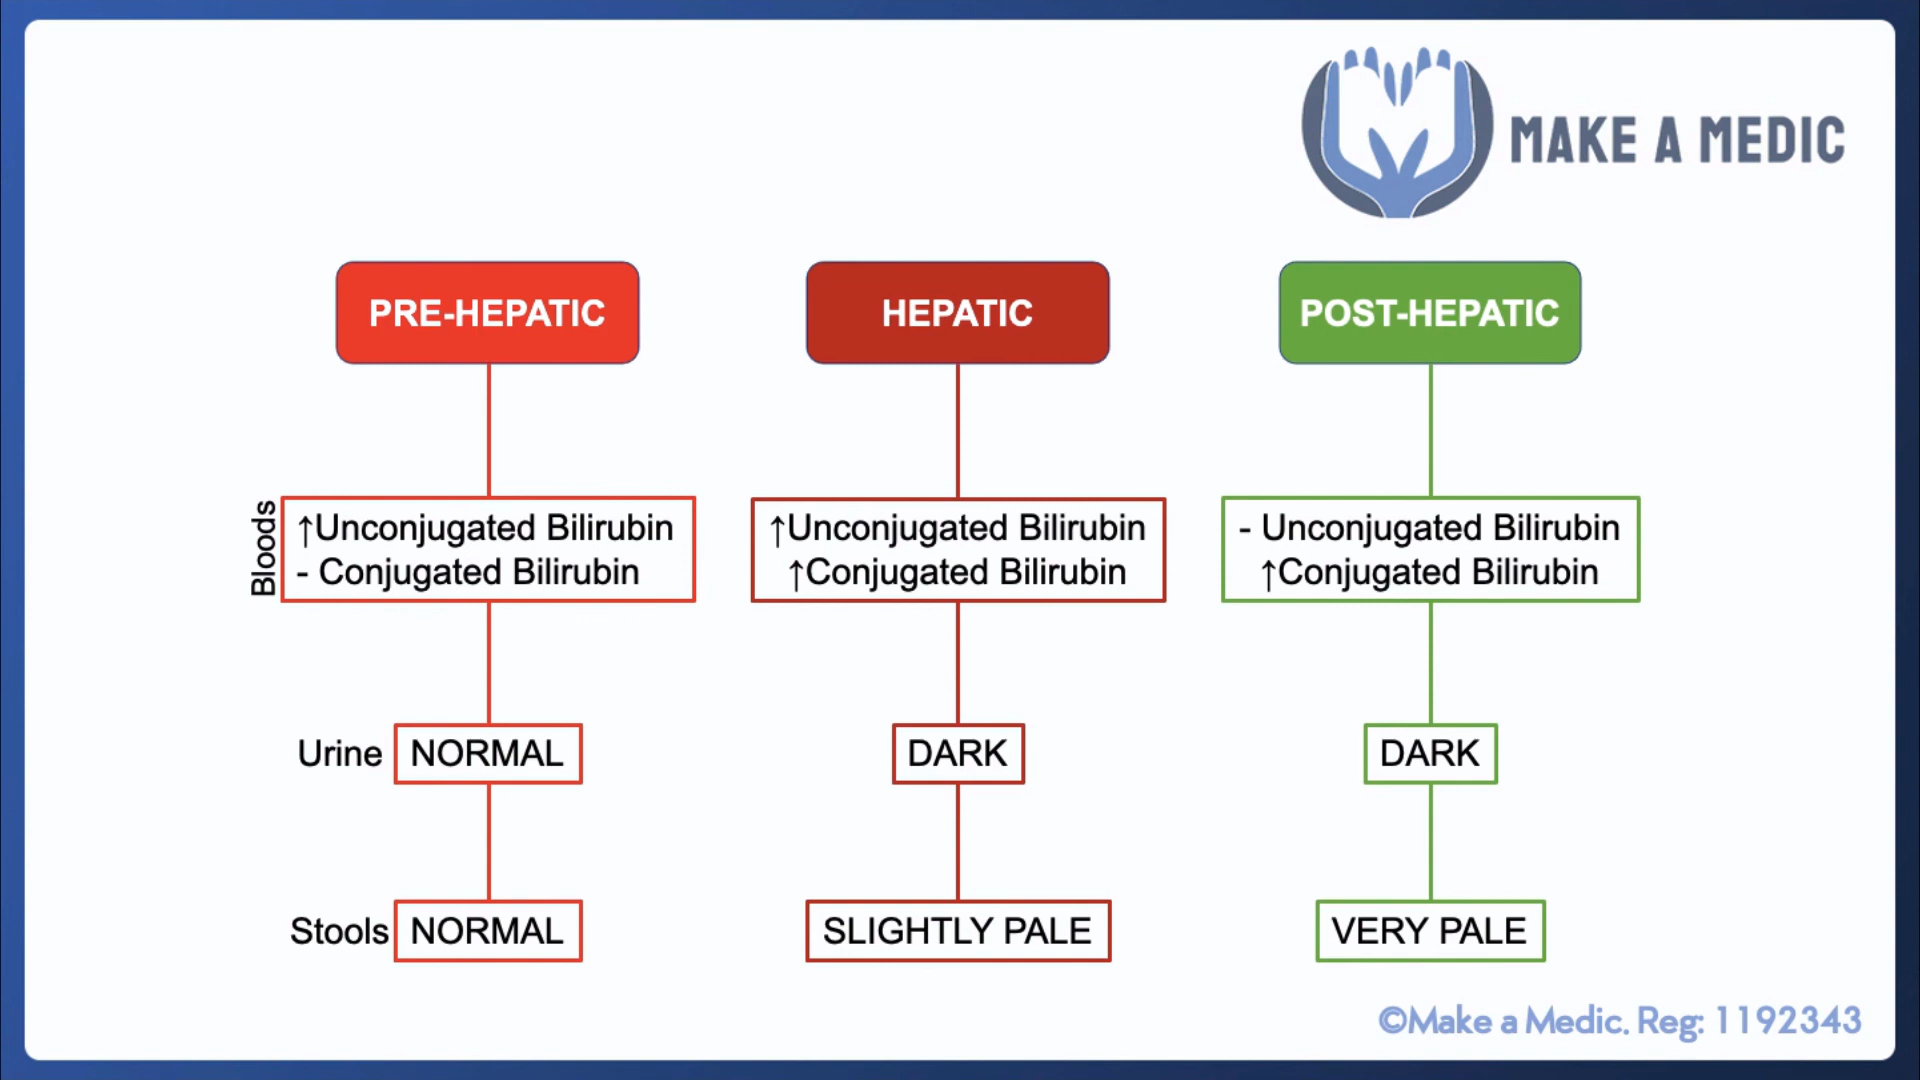 MAKE A MEDIC
PRE-HEPATIC
HEPATIC
POST-HEPATIC
Bloods
↑Unconjugated Bilirubin
- Conjugated Bilirubin
↑Unconjugated Bilirubin
↑Conjugated Bilirubin
- Unconjugated Bilirubin
↑Conjugated Bilirubin
Urine
NORMAL
DARK
DARK
Stools
NORMAL
SLIGHTLY PALE
VERY PALE
©Make a Medic. Reg: 1192343